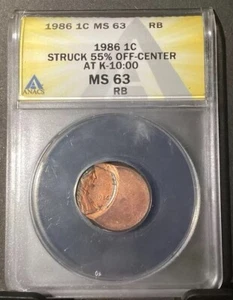 1986 1C MS 63 RB
ANACS
1986 1C
STRUCK 55% OFF-CENTER
AT K-10:00
MS 63
RB